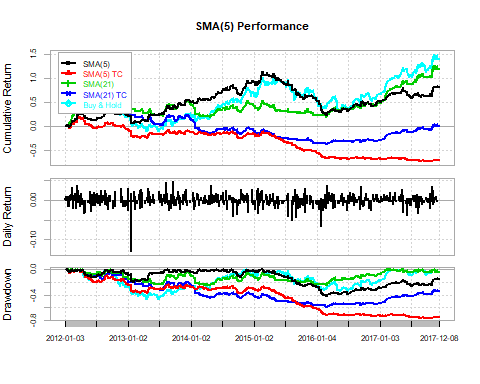 SMA(5) Performance
Cumulative Return
1.5
1.0
0.5
0.0
-0.5
SMA(5)
SMA(5) TC
SMA(21)
SMA(21) TC
Buy & Hold
Daily Return
0.00
-0.10
Drawdown
0.0
-0.4
-0.8
2012-01-03 2013-01-02 2014-01-02 2015-01-02 2016-01-04 2017-01-03 2017-12-08